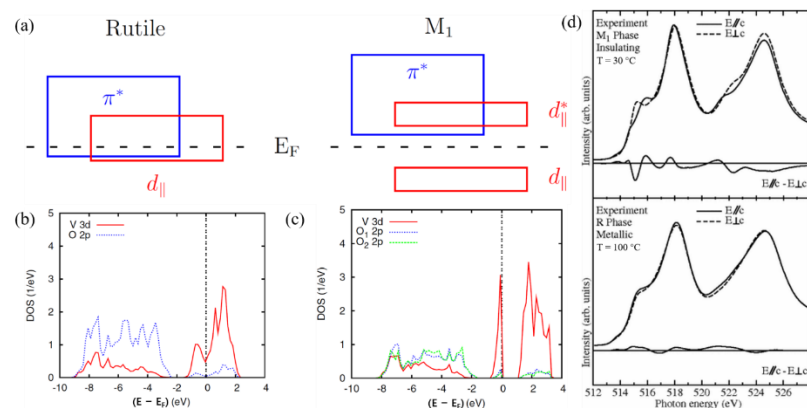 (a)
Rutile
π*
d∥
E_F
M₁
π*
d∥*
d∥
(b)
V 3d
O 2p
DOS (1/eV)
5
4
3
2
1
0
-10 -8 -6 -4 -2 0 2 4
(E − E_F) (eV)
(c)
V 3d
O₁ 2p
O₂ 2p
DOS (1/eV)
5
4
3
2
1
0
-10 -8 -6 -4 -2 0 2 4
(E − E_F) (eV)
(d)
Experiment
M₁ Phase
Insulating
T = 30 °C
E//c
E⊥c
Intensity (arb. units)
E//c - E⊥c
Experiment
R Phase
Metallic
T = 100 °C
E//c
E⊥c
Intensity (arb. units)
E//c - E⊥c
512 514 516 518 520 522 524 526
Photon energy (eV)